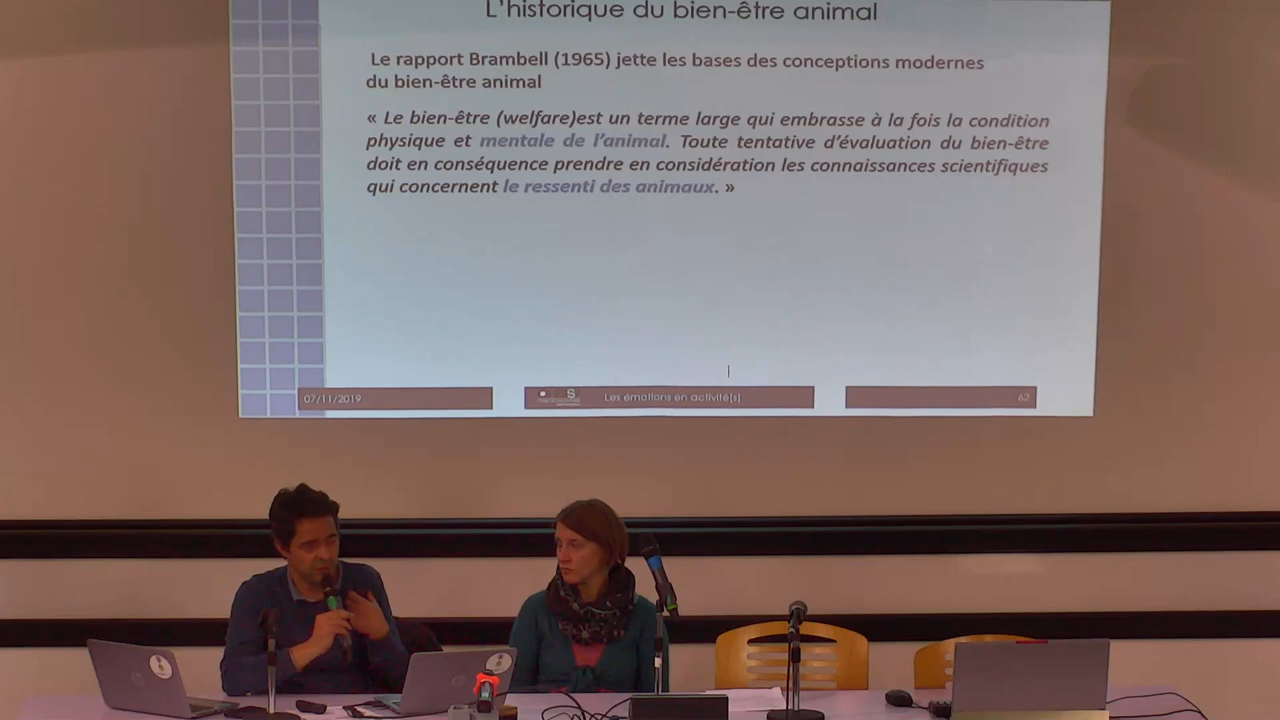 L'historique du bien-être animal
Le rapport Brambell (1965) jette les bases des conceptions modernes
du bien-être animal
« Le bien-être (welfare)est un terme large qui embrasse à la fois la condition
physique et mentale de l'animal. Toute tentative d'évaluation du bien-être
doit en conséquence prendre en considération les connaissances scientifiques
qui concernent le ressenti des animaux. »
07/11/2019
S
Les émotions en activité[s]
62